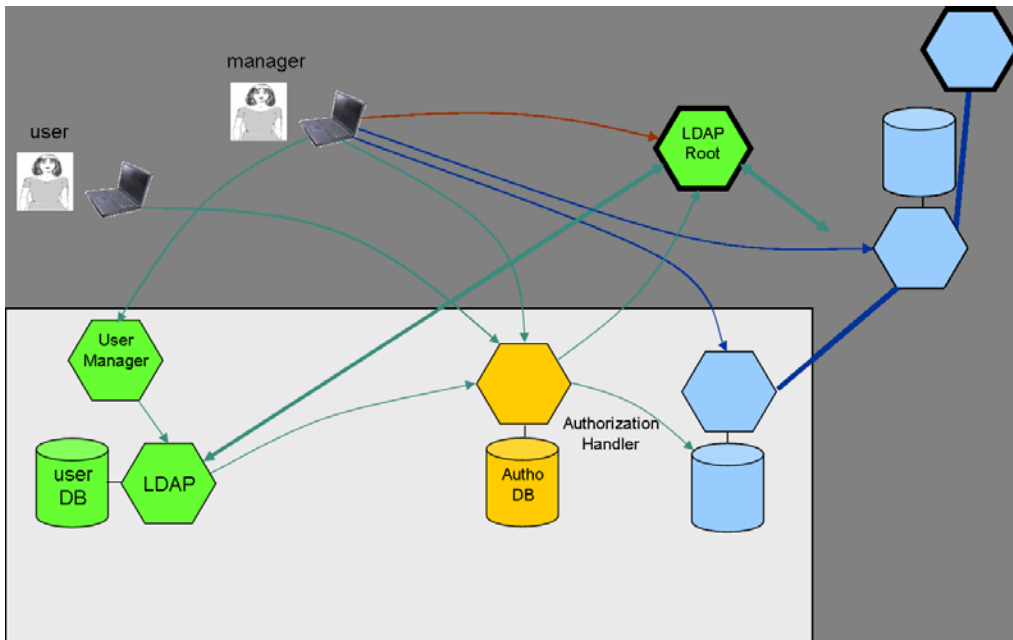 manager
user
LDAP
Root
User
Manager
Authorization
Handler
user
DB
LDAP
Autho
DB